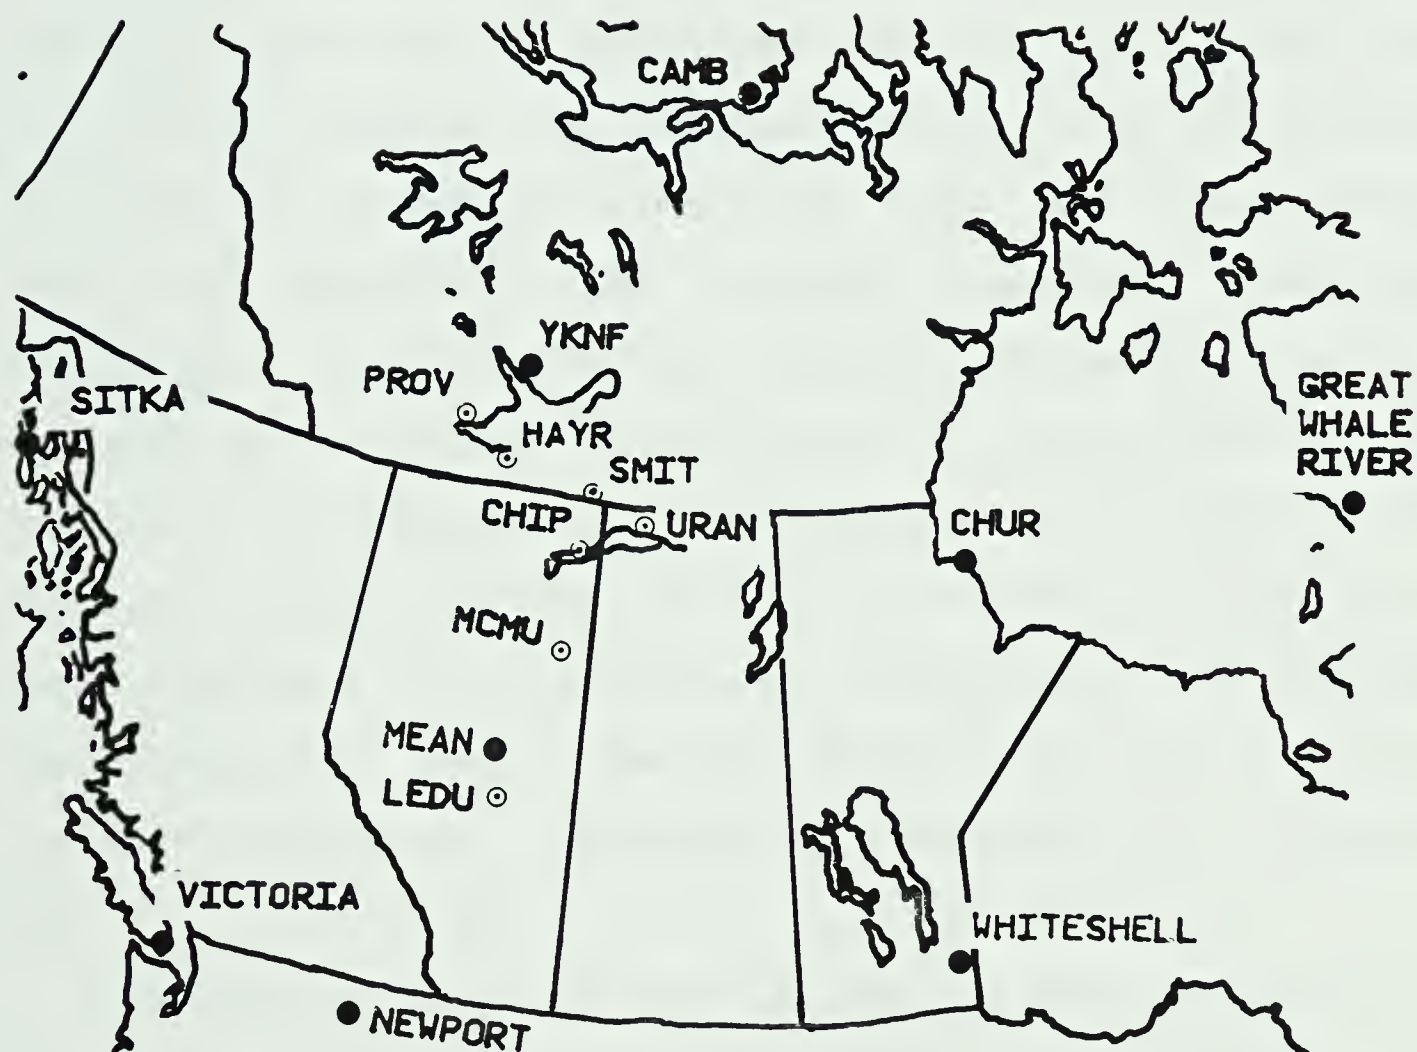 CAMB
YKNF
PROV
SITKA
GREAT
WHALE
RIVER
HAYR
SMIT
CHIP
URAN
CHUR
MCMU
MEAN
LEDU
VICTORIA
WHITESHELL
NEWPORT